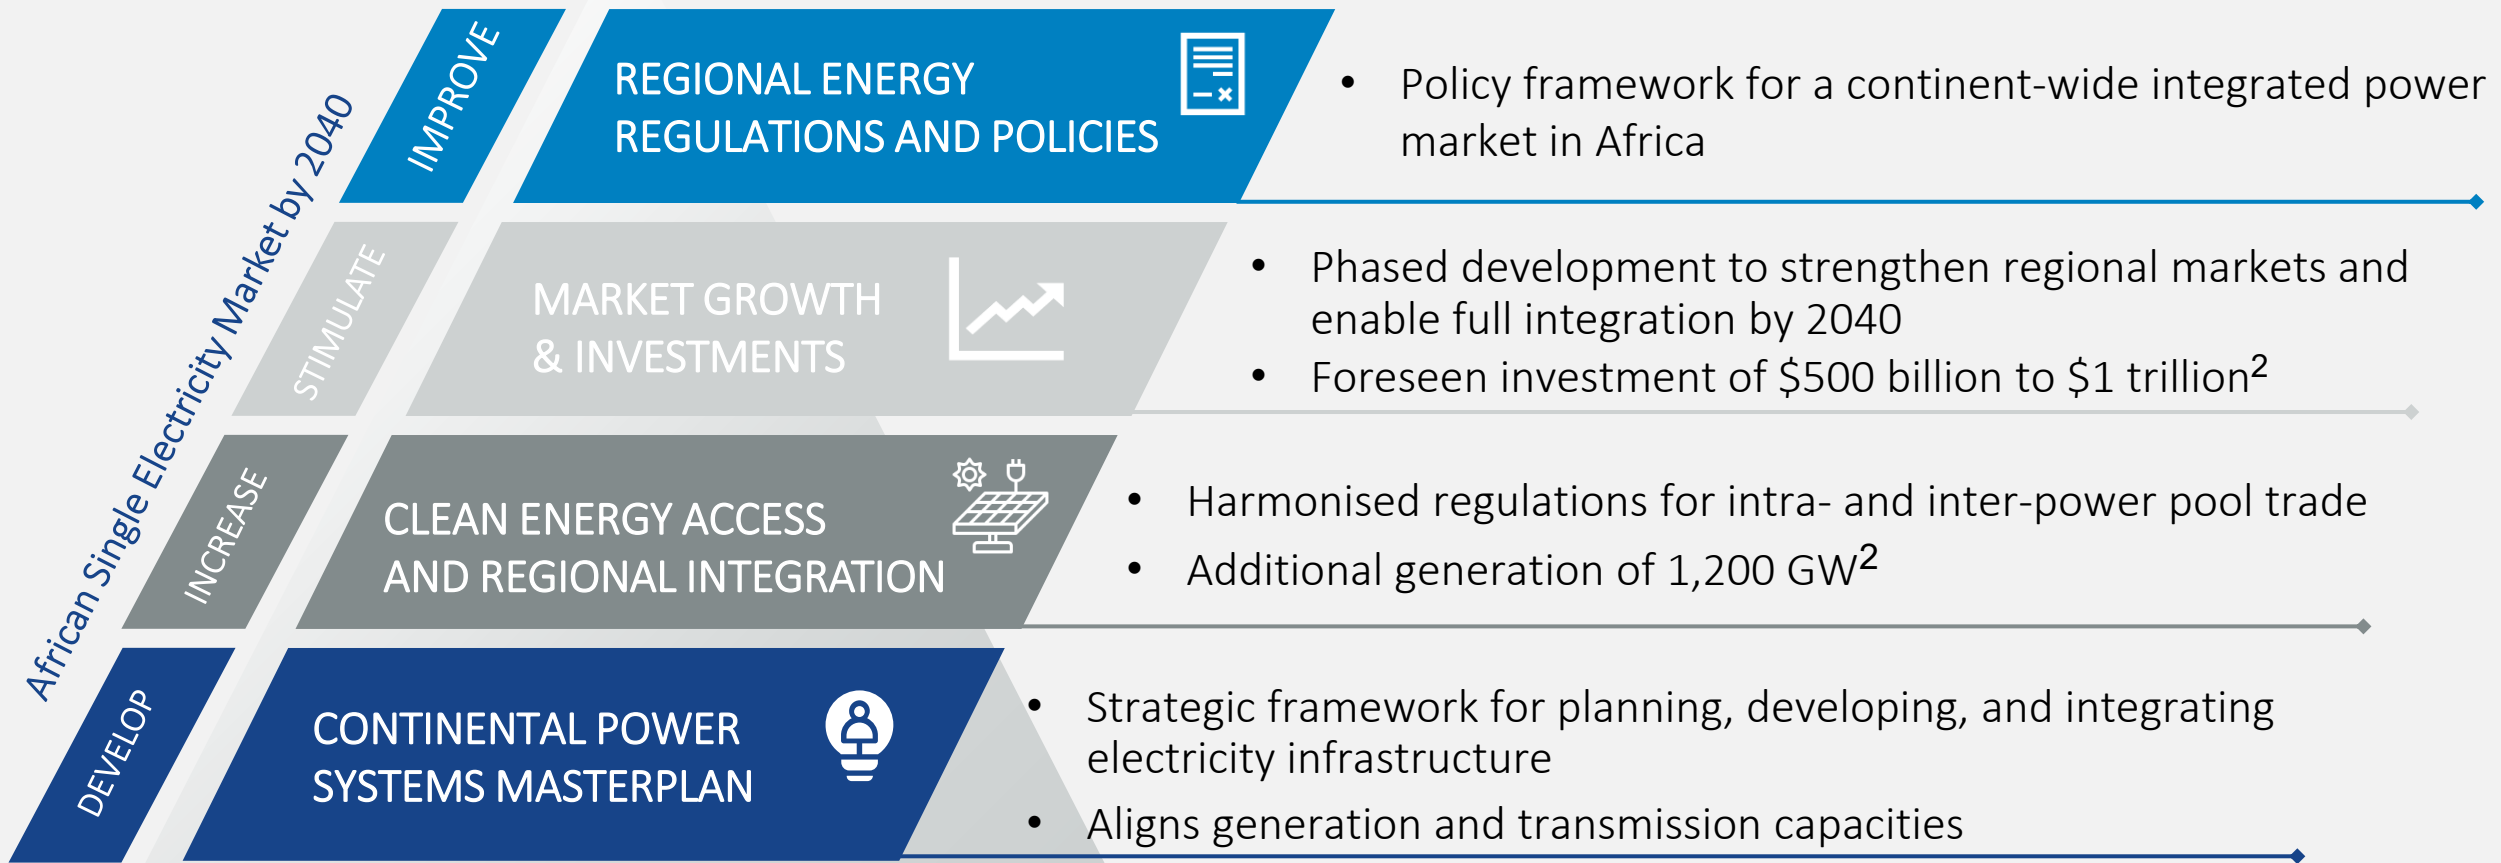 African Single Electricity Market by 2040
IMPROVE
REGIONAL ENERGY
REGULATIONS AND POLICIES
• Policy framework for a continent-wide integrated power
market in Africa
STIMULATE
MARKET GROWTH
& INVESTMENTS
• Phased development to strengthen regional markets and
enable full integration by 2040
• Foreseen investment of $500 billion to $1 trillion²
INCREASE
CLEAN ENERGY ACCESS
AND REGIONAL INTEGRATION
• Harmonised regulations for intra- and inter-power pool trade
• Additional generation of 1,200 GW²
DEVELOP
CONTINENTAL POWER
SYSTEMS MASTERPLAN
• Strategic framework for planning, developing, and integrating
electricity infrastructure
• Aligns generation and transmission capacities